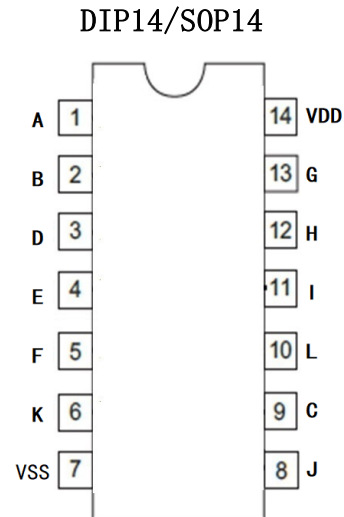 DIP14/SOP14
A 1 14 VDD
B 2 13 G
D 3 12 H
E 4 11 I
F 5 10 L
K 6 9 C
VSS 7 8 J